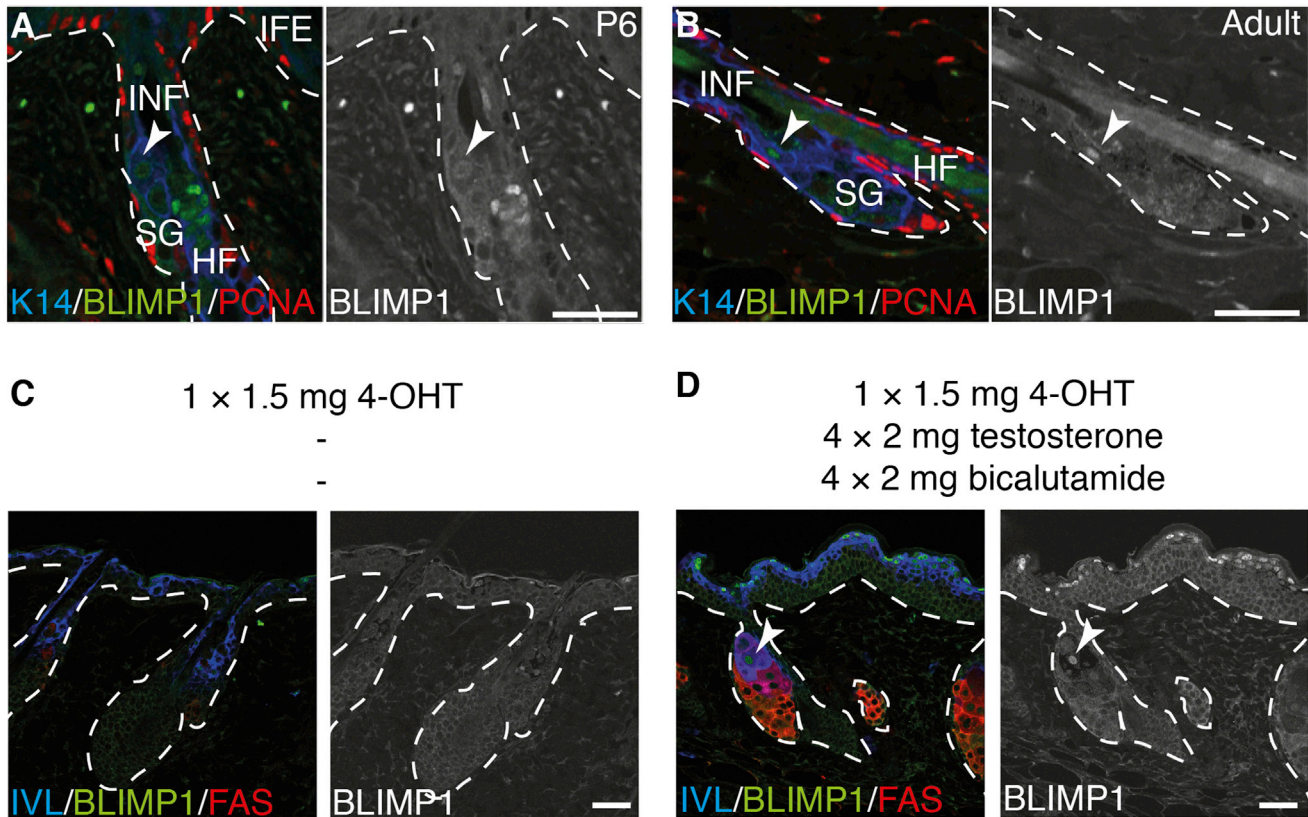 A
IFE
INF
SG
HF
K14/BLIMP1/PCNA
P6
BLIMP1
B
INF
SG
HF
K14/BLIMP1/PCNA
Adult
BLIMP1
C
1 × 1.5 mg 4-OHT
-
-
IVL/BLIMP1/FAS
BLIMP1
D
1 × 1.5 mg 4-OHT
4 × 2 mg testosterone
4 × 2 mg bicalutamide
IVL/BLIMP1/FAS
BLIMP1